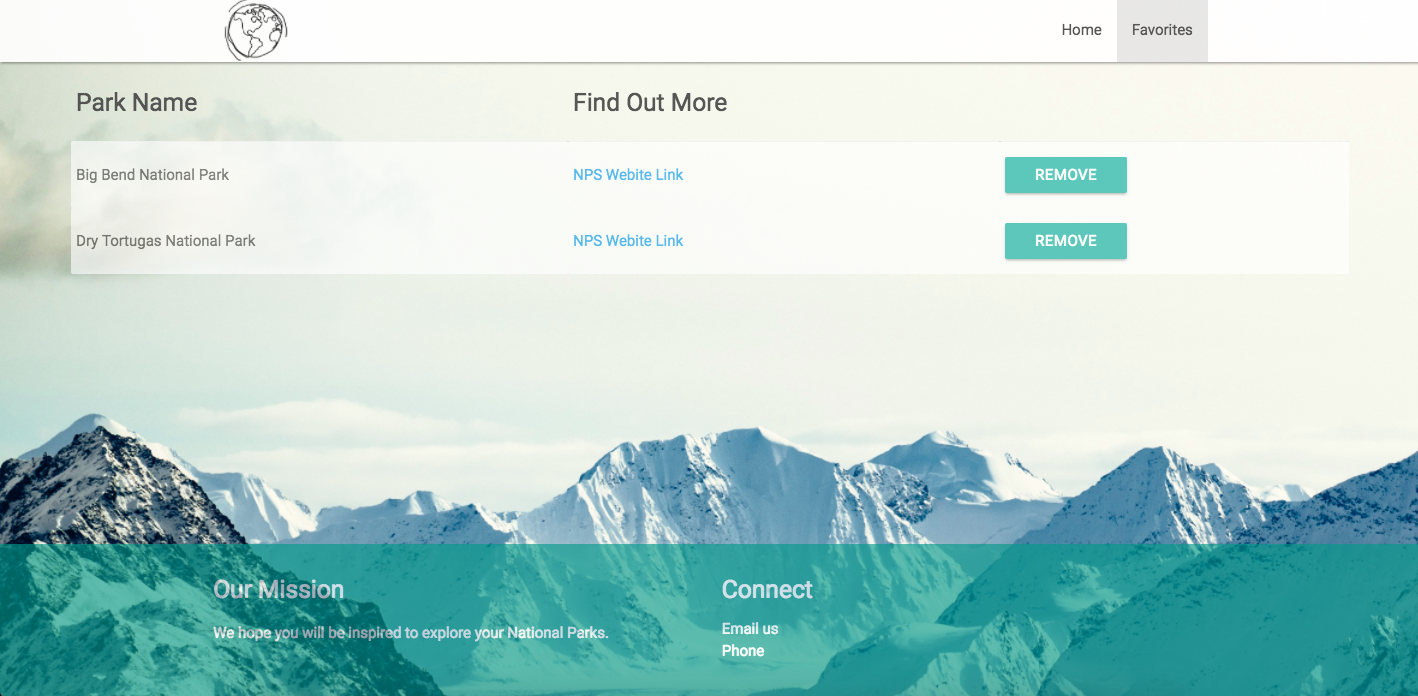 Home Favorites
Park Name Find Out More
Big Bend National Park NPS Webite Link REMOVE
Dry Tortugas National Park NPS Webite Link REMOVE
Our Mission Connect
We hope you will be inspired to explore your National Parks. Email us
Phone